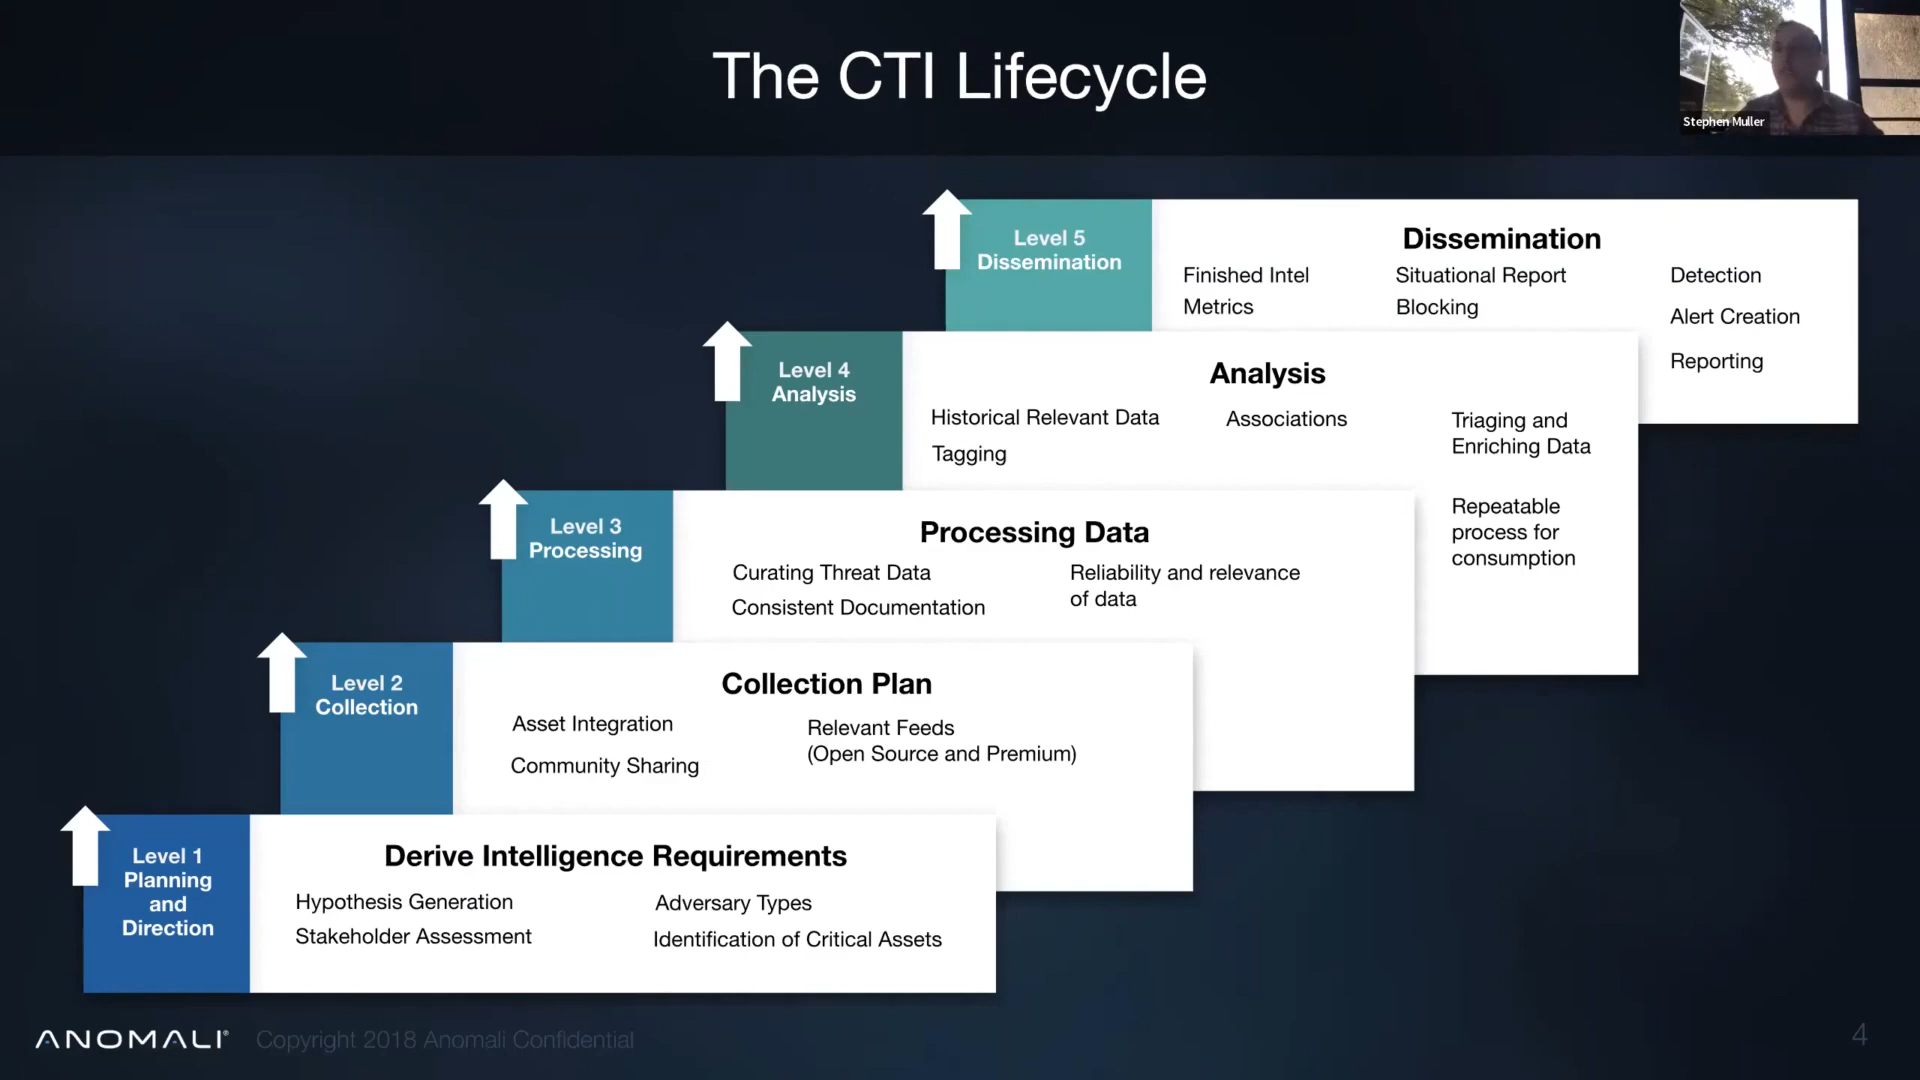 The CTI Lifecycle
Stephen Muller
Level 5
Dissemination
Dissemination
Finished Intel
Metrics
Situational Report
Blocking
Detection
Alert Creation
Reporting
Level 4
Analysis
Analysis
Historical Relevant Data
Tagging
Associations
Triaging and
Enriching Data
Repeatable
process for
consumption
Level 3
Processing
Processing Data
Curating Threat Data
Consistent Documentation
Reliability and relevance
of data
Level 2
Collection
Collection Plan
Asset Integration
Community Sharing
Relevant Feeds
(Open Source and Premium)
Level 1
Planning
and
Direction
Derive Intelligence Requirements
Hypothesis Generation
Stakeholder Assessment
Adversary Types
Identification of Critical Assets
ANOMALI®
Copyright 2018 Anomali Confidential
4